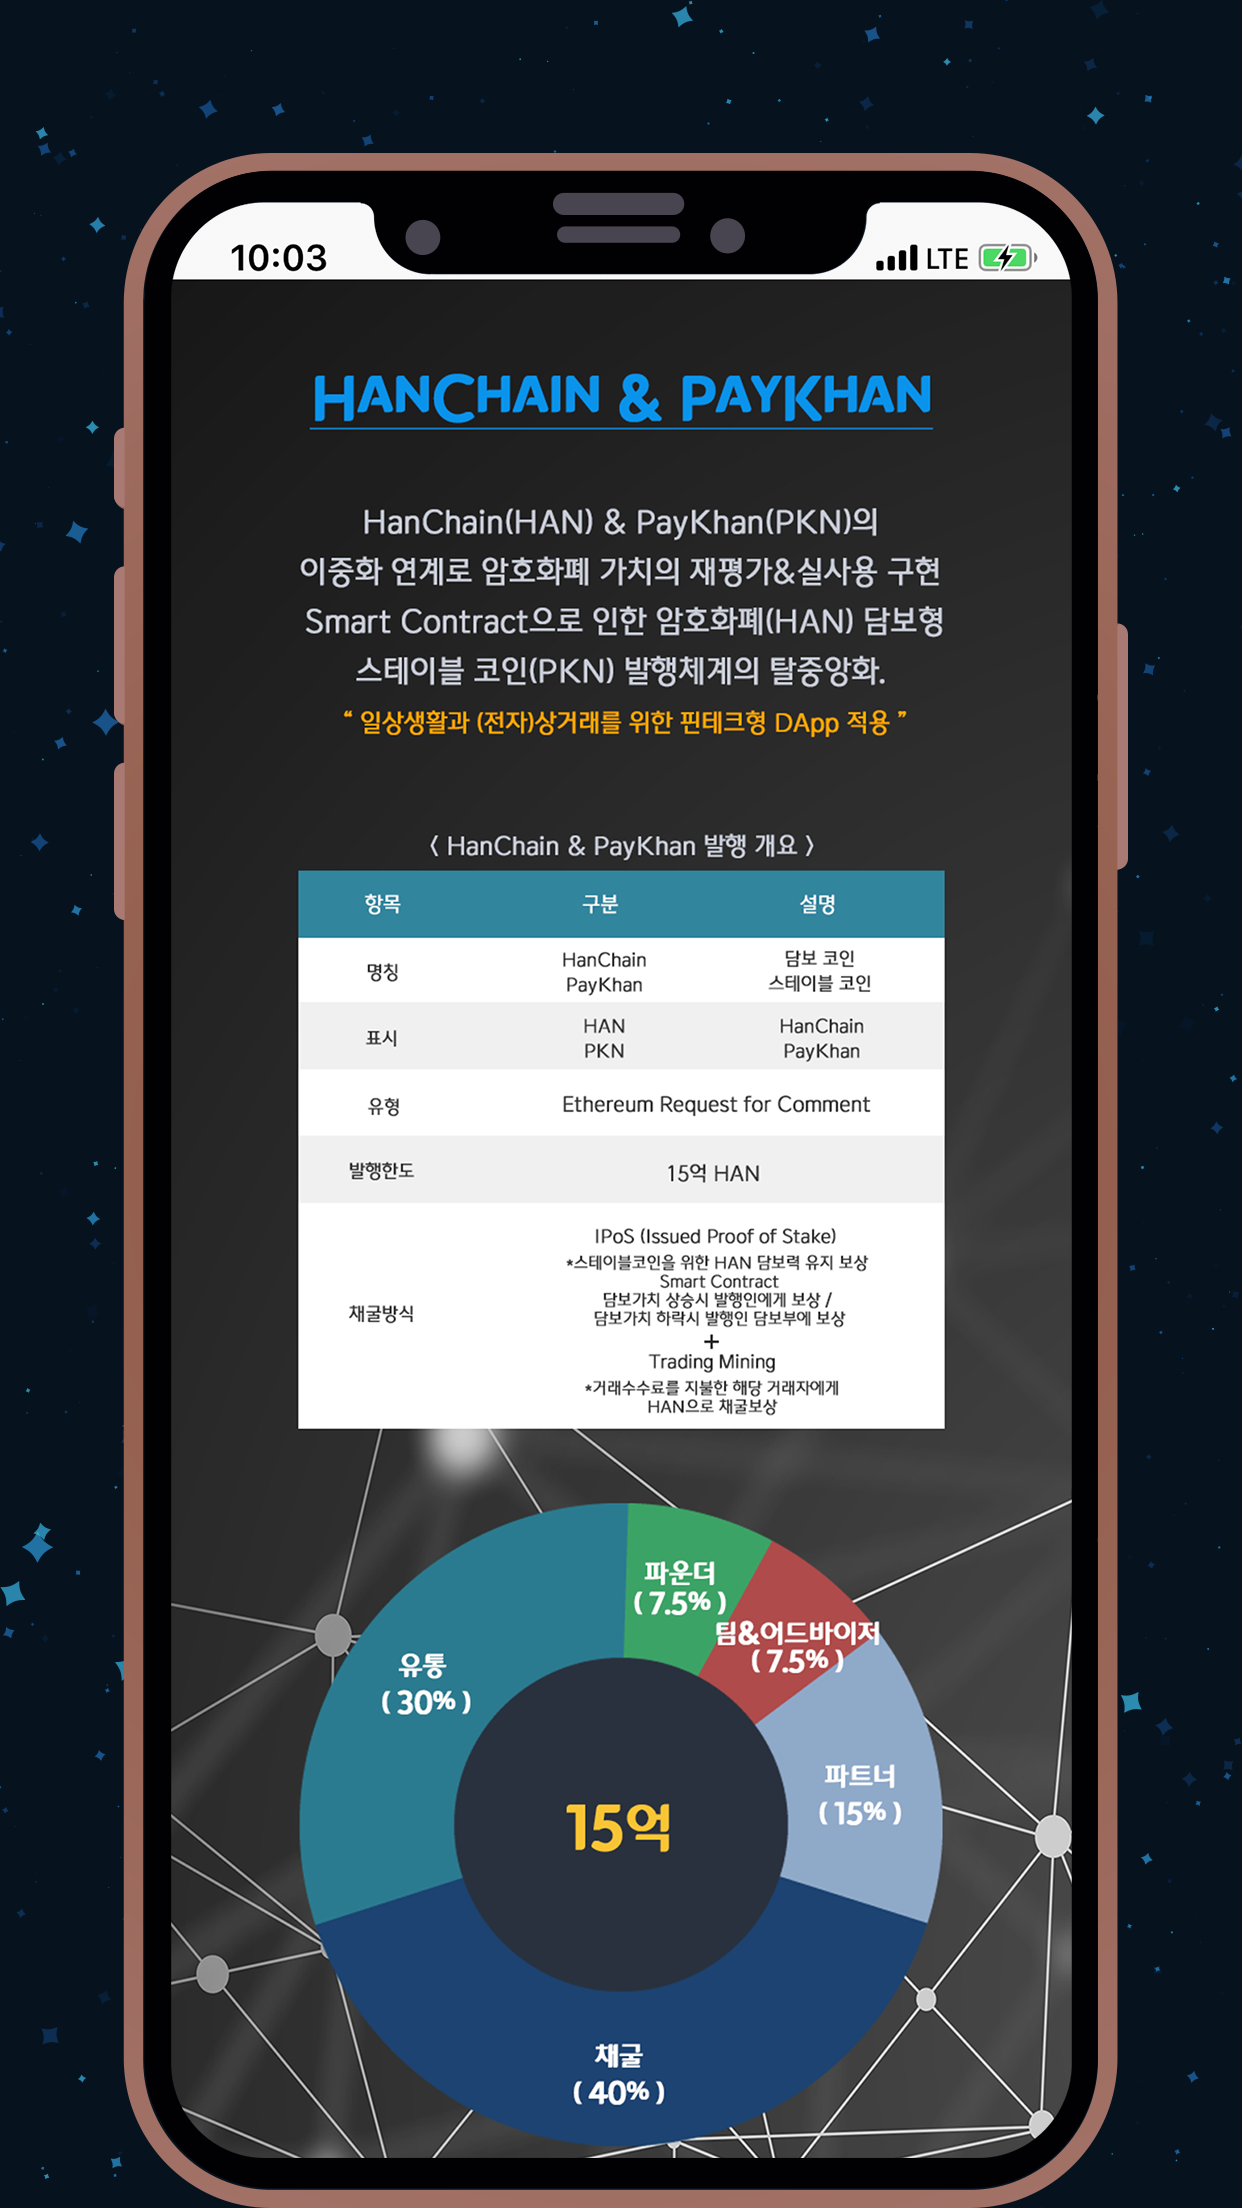 10:03
LTE
HANCHAIN & PAYKHAN
HanChain(HAN) & PayKhan(PKN)의
이중화 연계로 암호화폐 가치의 재평가&실사용 구현
Smart Contract으로 인한 암호화폐(HAN) 담보형
스테이블 코인(PKN) 발행체계의 탈중앙화.
“ 일상생활과 (전자)상거래를 위한 핀테크형 DApp 적용 ”
< HanChain & PayKhan 발행 개요 >
항목 구분 설명
명칭 HanChain 담보 코인
PayKhan 스테이블 코인
표시 HAN HanChain
PKN PayKhan
유형 Ethereum Request for Comment
발행한도 15억 HAN
채굴방식 IPoS (Issued Proof of Stake)
*스테이블코인을 위한 HAN 담보력 유지 보상
Smart Contract
담보가치 상승시 발행인에게 보상 /
담보가치 하락시 발행인 담보부에 보상
+
Trading Mining
*거래수수료를 지불한 해당 거래자에게
HAN으로 채굴보상
파운더
( 7.5% )
팀&어드바이저
( 7.5% )
유통
( 30% )
파트너
( 15% )
15억
채굴
( 40% )